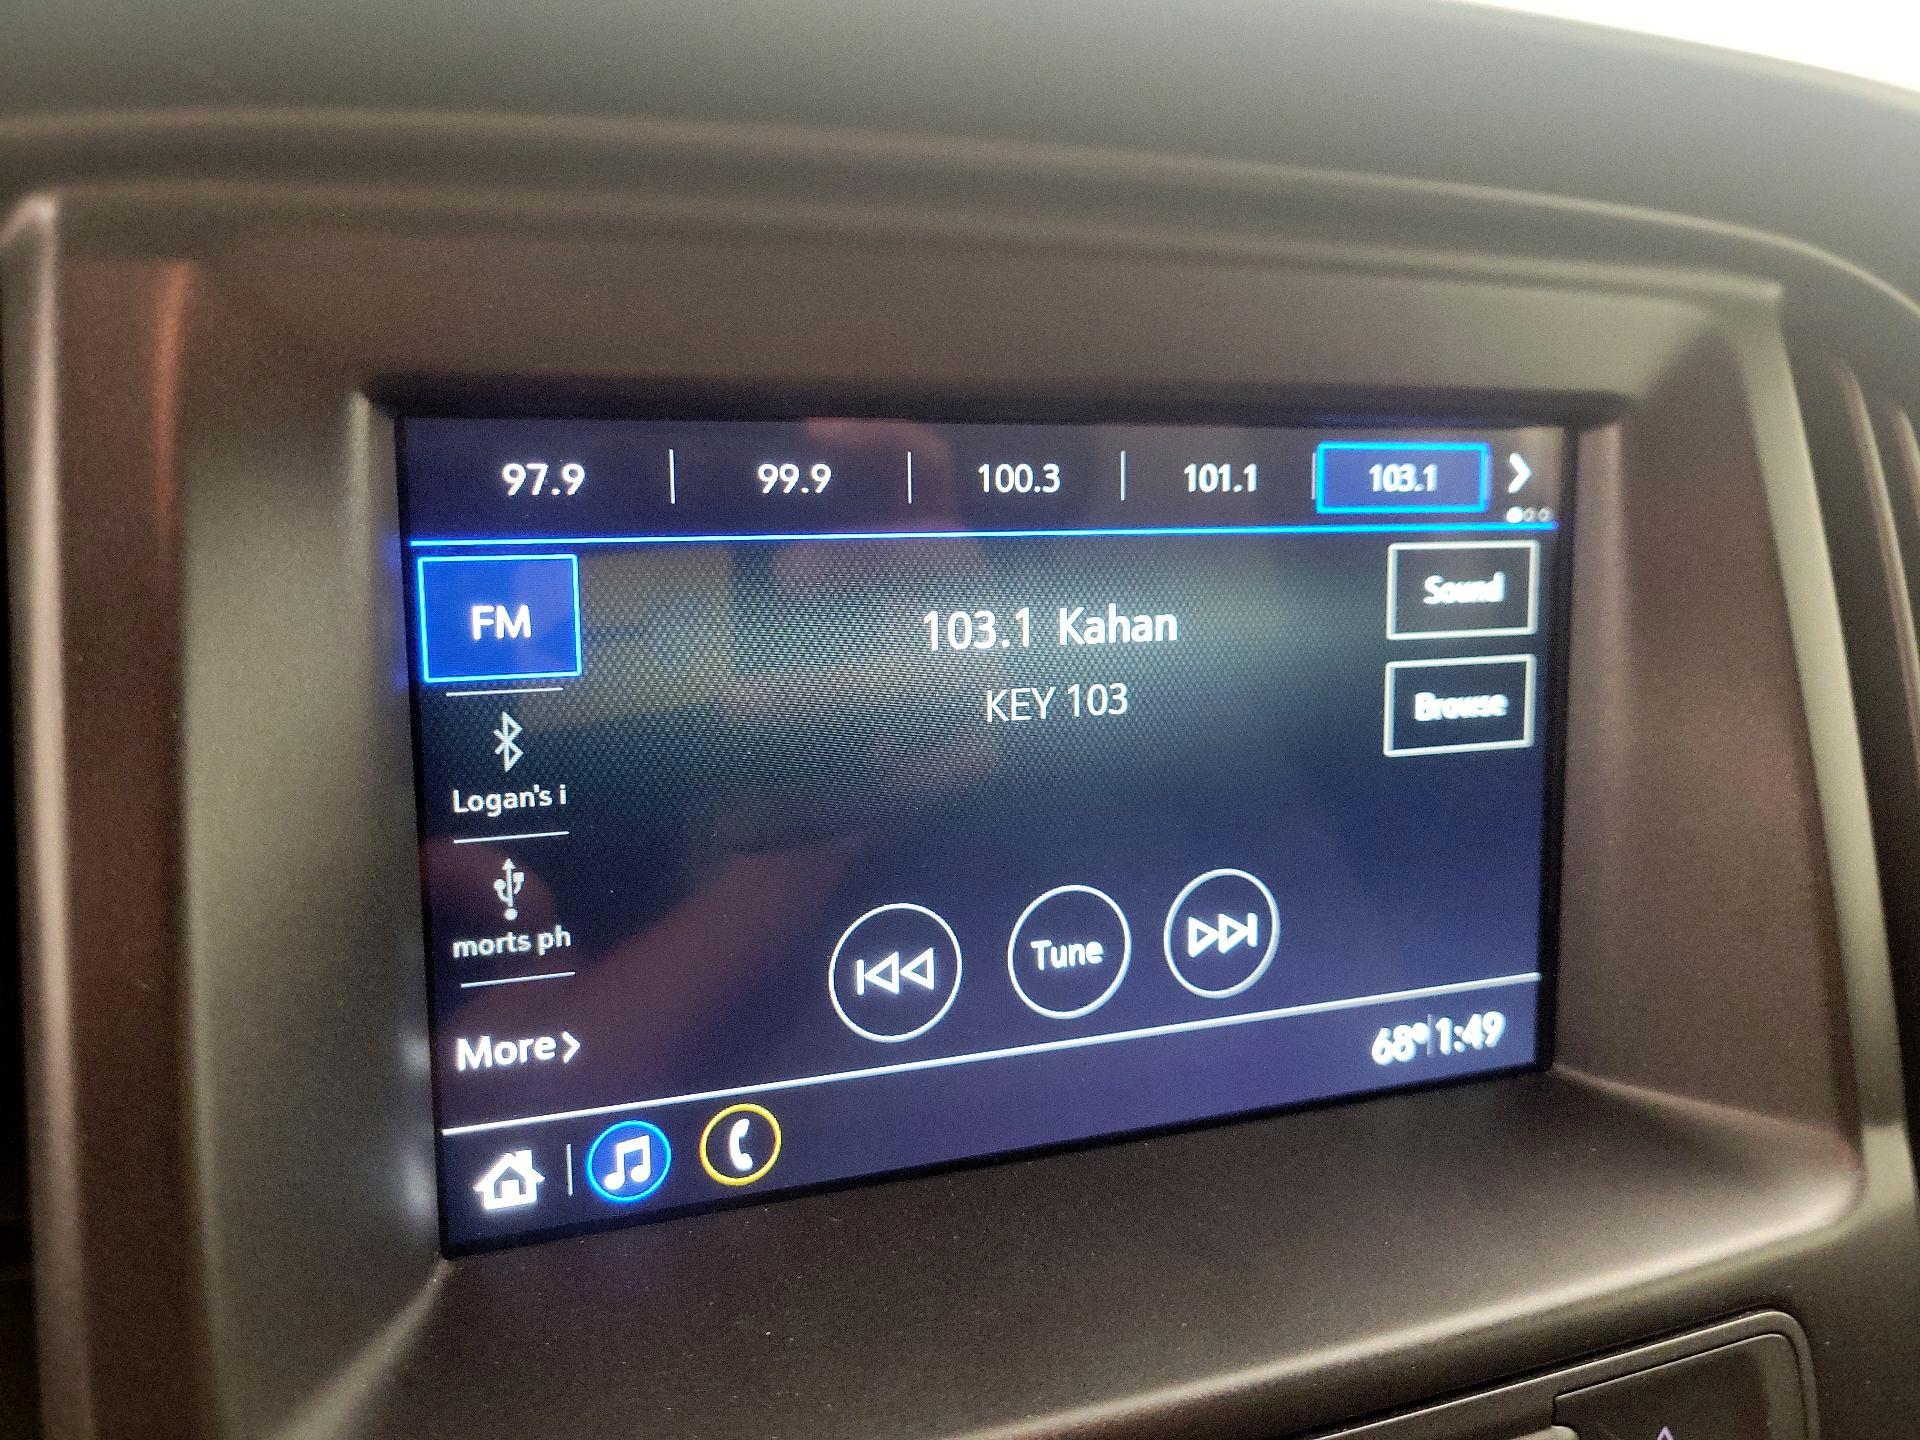 97.9 99.9 100.3 101.1 103.1
FM
103.1 Kahan
KEY 103
Sound
Browse
Logan's i
morts ph
Tune
More
68° 1:49